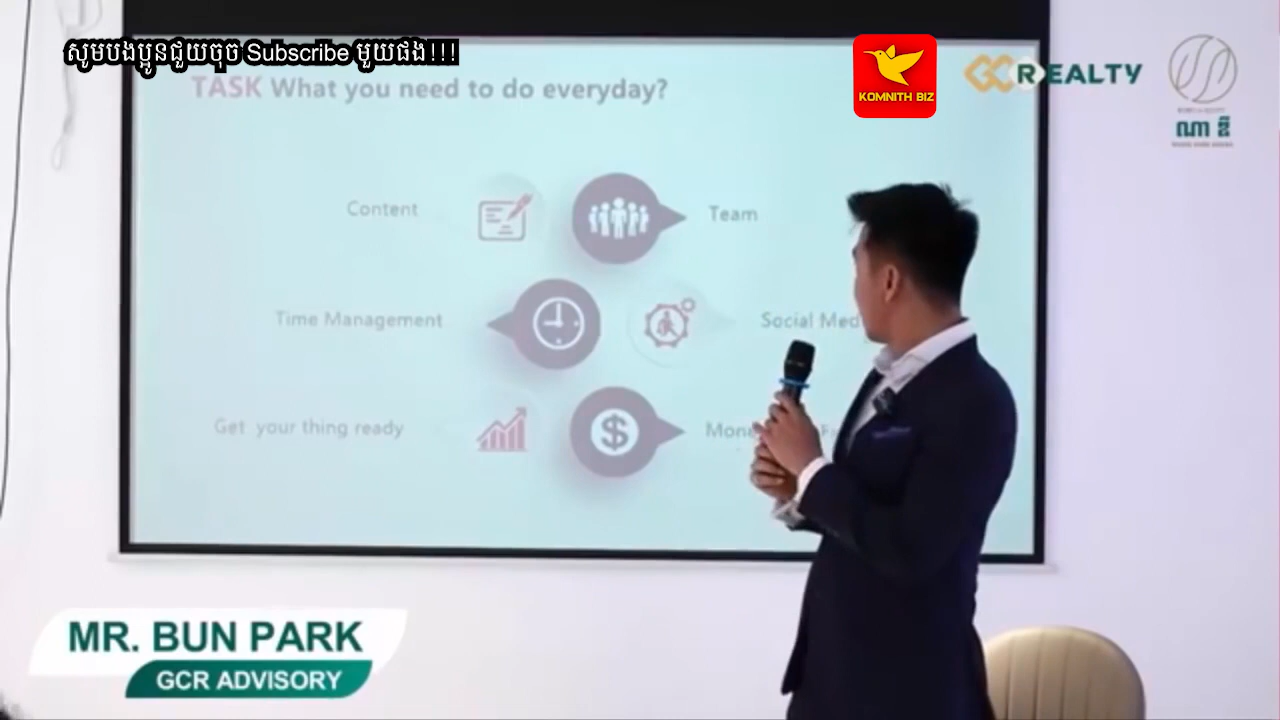 សូមបងប្អូនជួយចុច Subscribe មួយផង!!!
TASK What you need to do everyday?
KOMNITH BIZ
GC REALTY
ណា ឌី
Content
Team
Time Management
Social Med
Get your thing ready
Mone
MR. BUN PARK
GCR ADVISORY